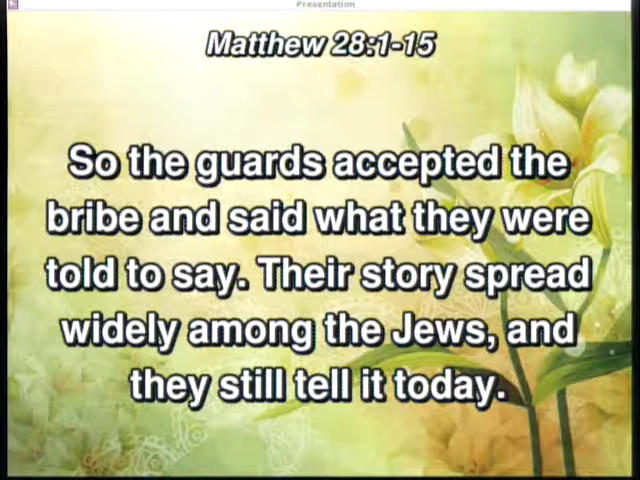 Presentation
Matthew 28:1-15
So the guards accepted the
bribe and said what they were
told to say. Their story spread
widely among the Jews, and
they still tell it today.